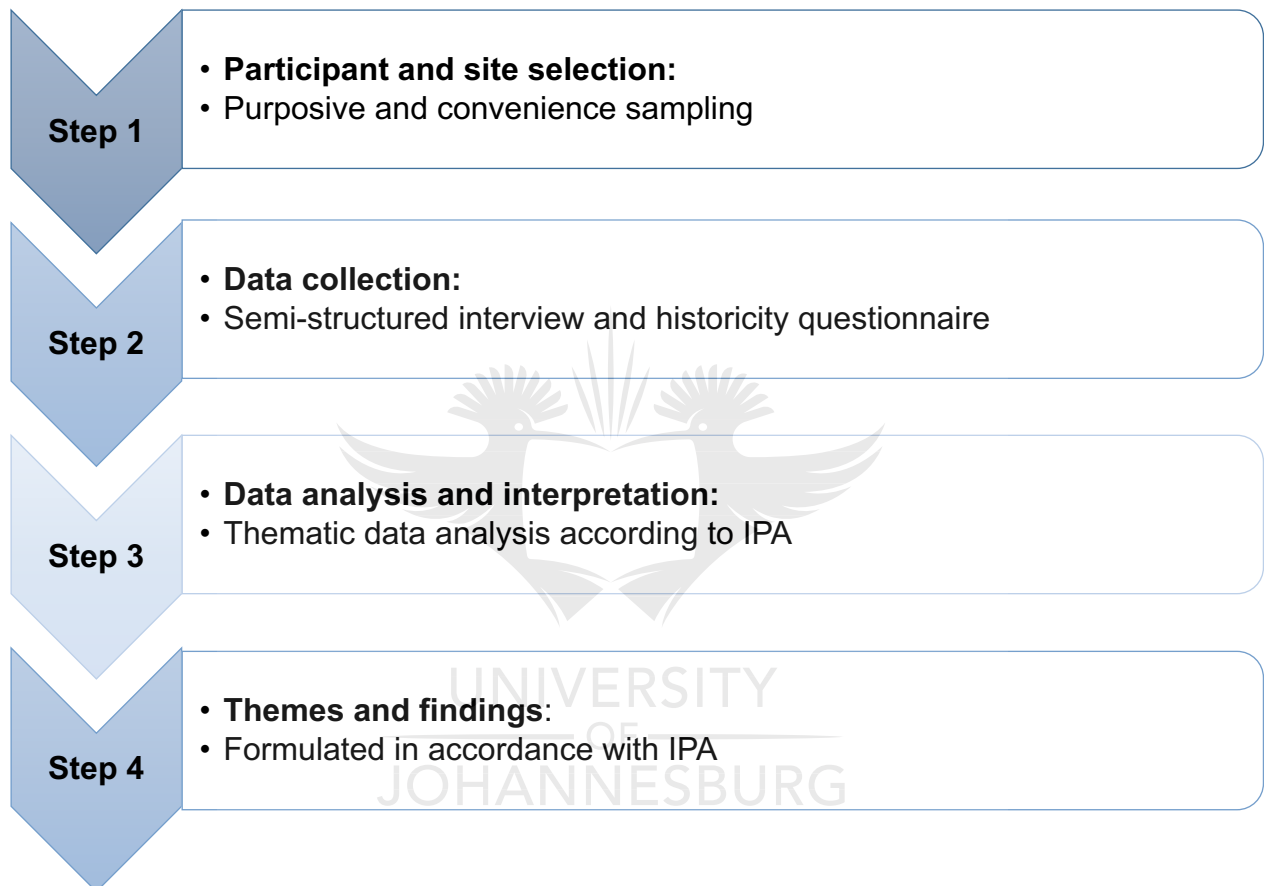 Step 1
• Participant and site selection:
• Purposive and convenience sampling
Step 2
• Data collection:
• Semi-structured interview and historicity questionnaire
Step 3
• Data analysis and interpretation:
• Thematic data analysis according to IPA
Step 4
• Themes and findings:
• Formulated in accordance with IPA
UNIVERSITY
OF
JOHANNESBURG